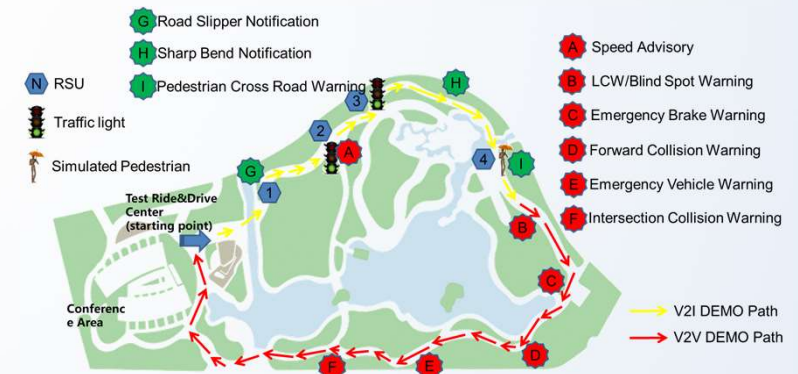 G Road Slipper Notification
H Sharp Bend Notification
I Pedestrian Cross Road Warning
N RSU
Traffic light
Simulated Pedestrian
A Speed Advisory
B LCW/Blind Spot Warning
C Emergency Brake Warning
D Forward Collision Warning
E Emergency Vehicle Warning
F Intersection Collision Warning
3
H
2
A
G
1
4
I
Test Ride&Drive
Center
(starting point)
B
C
Conferenc
e Area
D
E
F
V2I DEMO Path
V2V DEMO Path